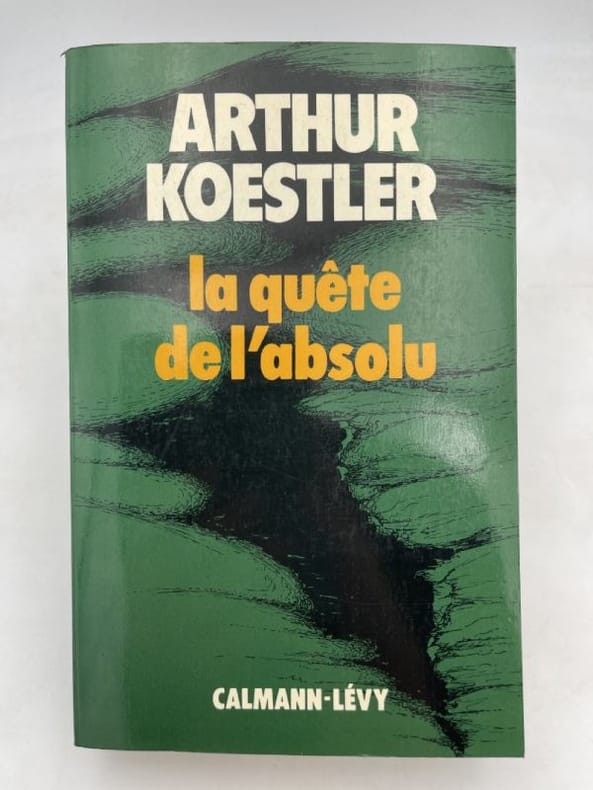 ARTHUR
KOESTLER
la quête
de l'absolu
CALMANN-LÉVY